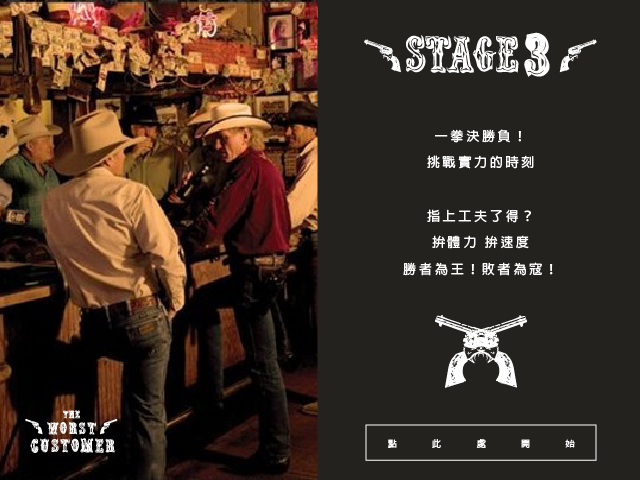 STAGE 3
一拳決勝負！
挑戰實力的時刻
指上工夫了得？
拚體力 拚速度
勝者為王！敗者為寇！
THE
WORST
CUSTOMER
點此處開始